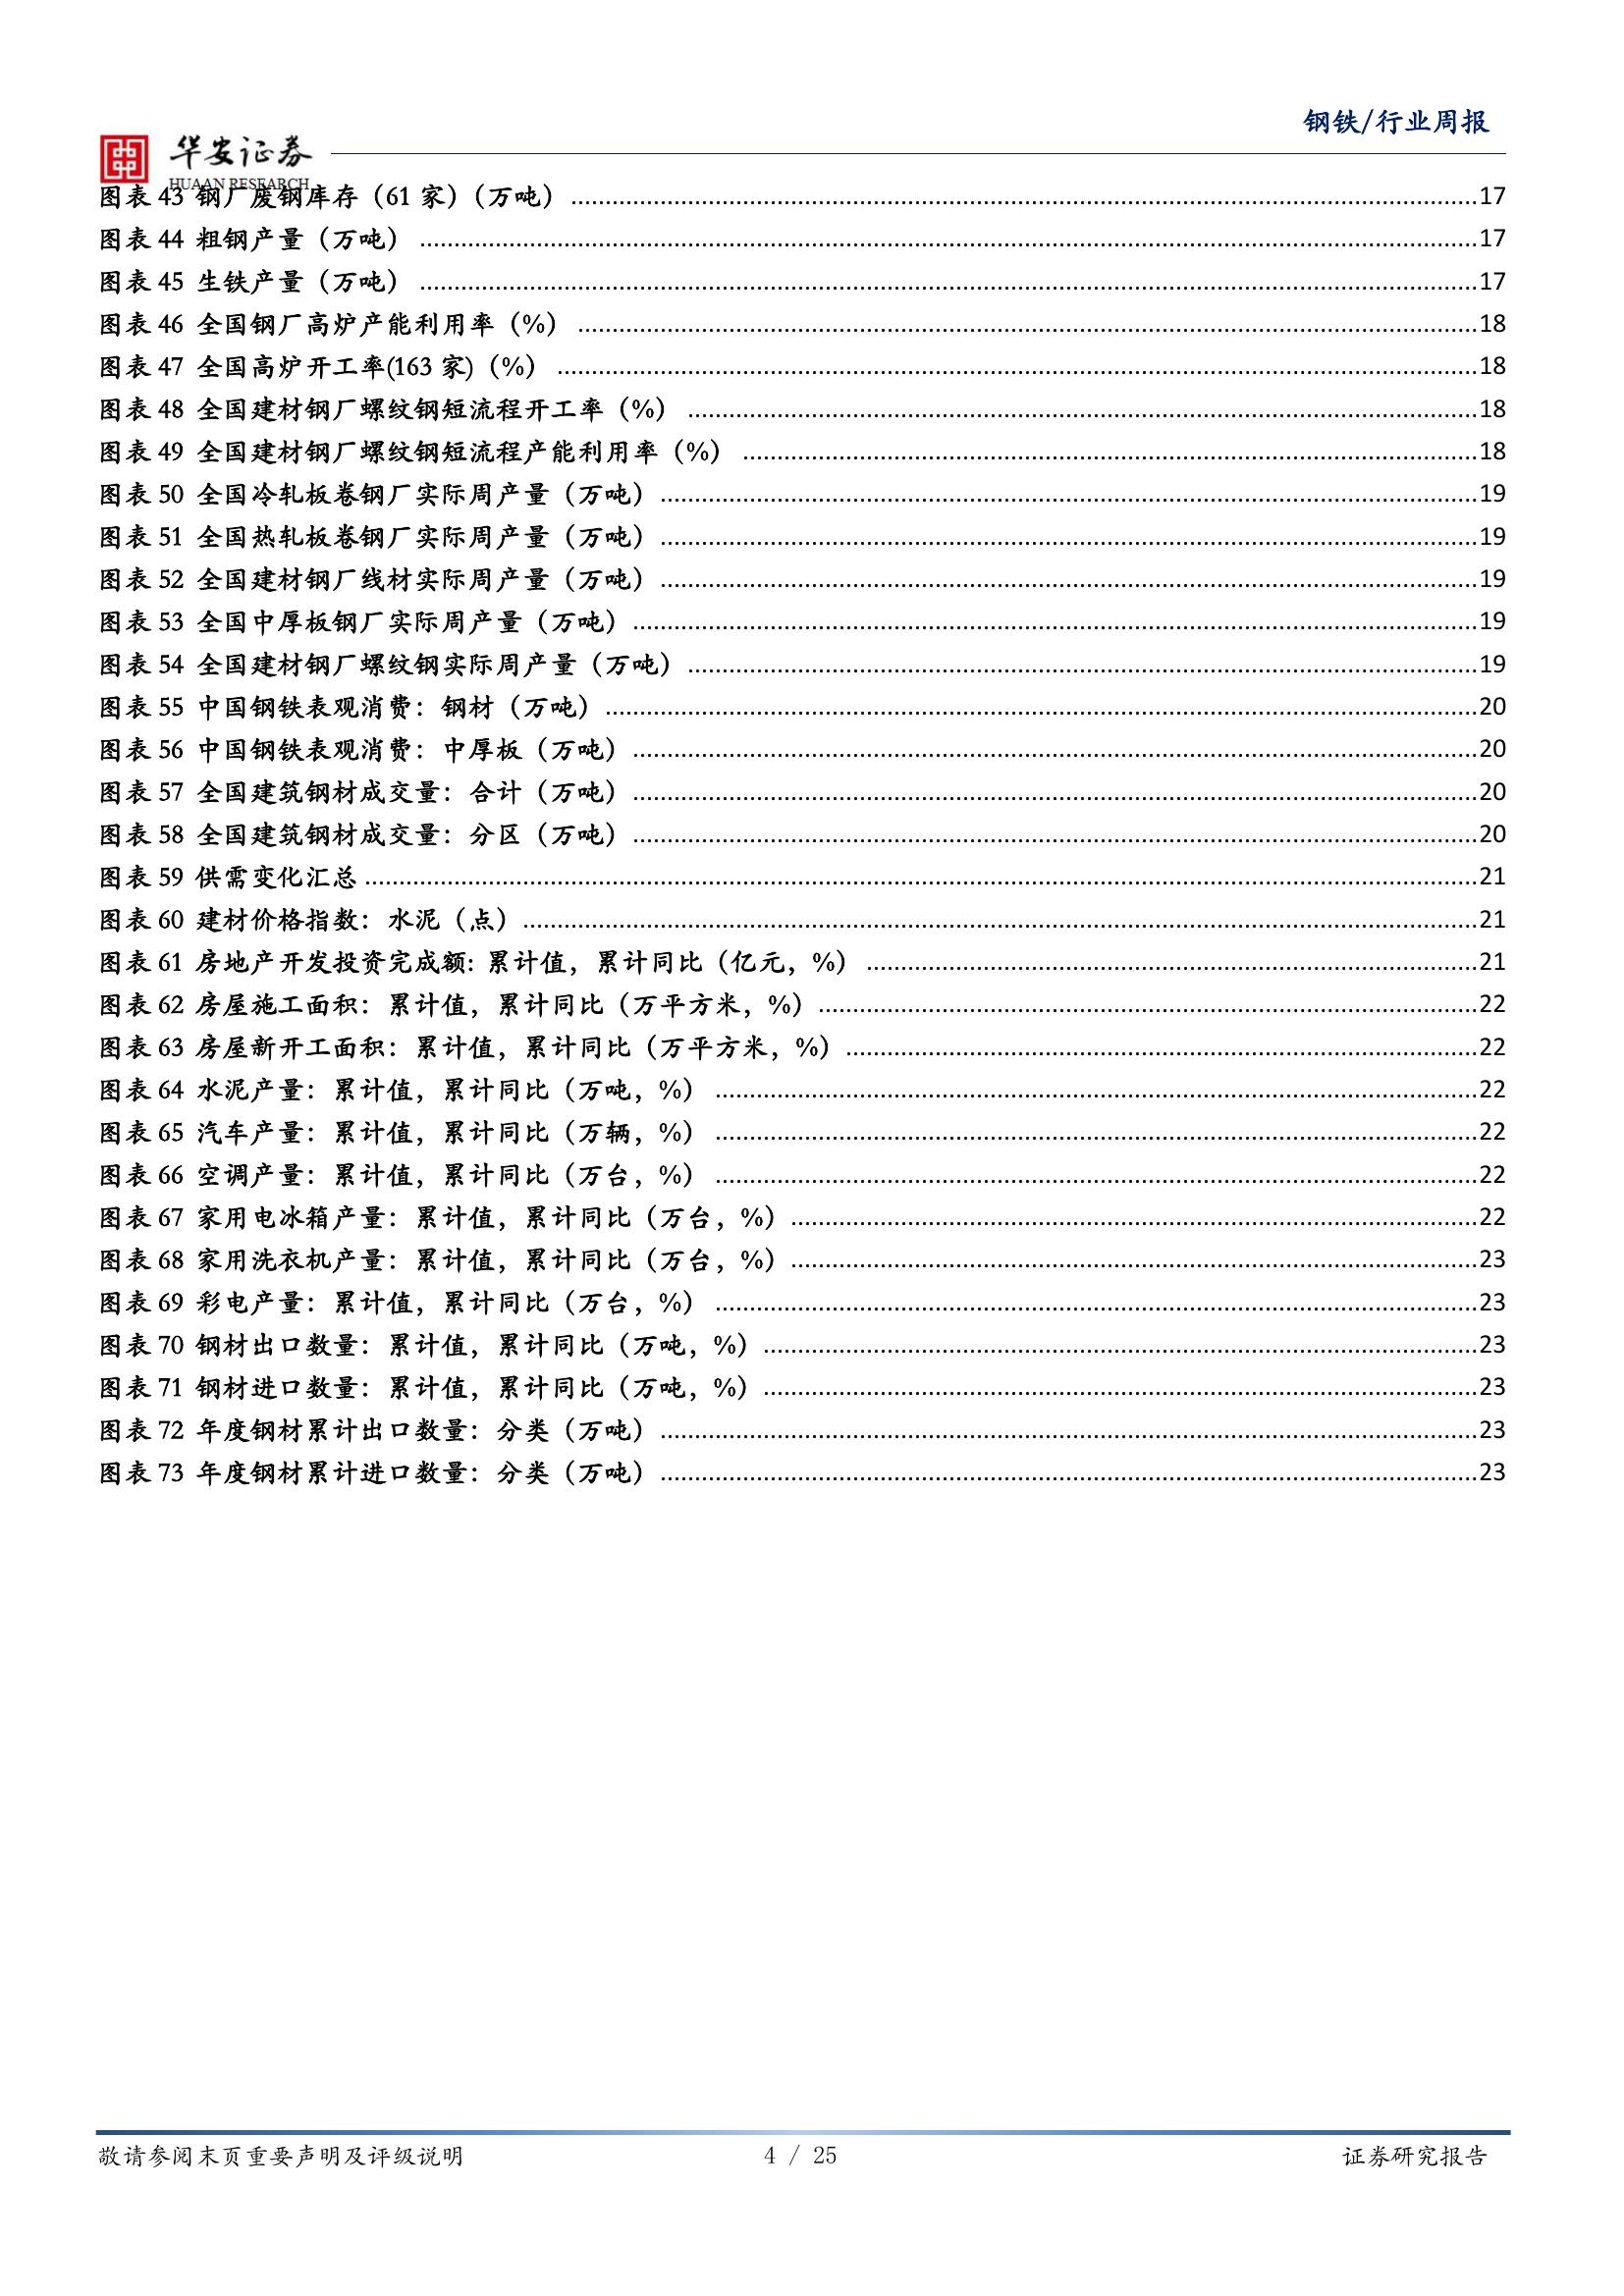 钢铁/行业周报
华安证券
HUAAN RESEARCH
图表 43 钢厂废钢库存（61 家）（万吨）17
图表 44 粗钢产量（万吨）17
图表 45 生铁产量（万吨）17
图表 46 全国钢厂高炉产能利用率（%）18
图表 47 全国高炉开工率(163 家)（%）18
图表 48 全国建材钢厂螺纹钢短流程开工率（%）18
图表 49 全国建材钢厂螺纹钢短流程产能利用率（%）18
图表 50 全国冷轧板卷钢厂实际周产量（万吨）19
图表 51 全国热轧板卷钢厂实际周产量（万吨）19
图表 52 全国建材钢厂线材实际周产量（万吨）19
图表 53 全国中厚板钢厂实际周产量（万吨）19
图表 54 全国建材钢厂螺纹钢实际周产量（万吨）19
图表 55 中国钢铁表观消费：钢材（万吨）20
图表 56 中国钢铁表观消费：中厚板（万吨）20
图表 57 全国建筑钢材成交量：合计（万吨）20
图表 58 全国建筑钢材成交量：分区（万吨）20
图表 59 供需变化汇总21
图表 60 建材价格指数：水泥（点）21
图表 61 房地产开发投资完成额: 累计值，累计同比（亿元，%）21
图表 62 房屋施工面积：累计值，累计同比（万平方米，%）22
图表 63 房屋新开工面积：累计值，累计同比（万平方米，%）22
图表 64 水泥产量：累计值，累计同比（万吨，%）22
图表 65 汽车产量：累计值，累计同比（万辆，%）22
图表 66 空调产量：累计值，累计同比（万台，%）22
图表 67 家用电冰箱产量：累计值，累计同比（万台，%）22
图表 68 家用洗衣机产量：累计值，累计同比（万台，%）23
图表 69 彩电产量：累计值，累计同比（万台，%）23
图表 70 钢材出口数量：累计值，累计同比（万吨，%）23
图表 71 钢材进口数量：累计值，累计同比（万吨，%）23
图表 72 年度钢材累计出口数量：分类（万吨）23
图表 73 年度钢材累计进口数量：分类（万吨）23
敬请参阅末页重要声明及评级说明 4 / 25 证券研究报告